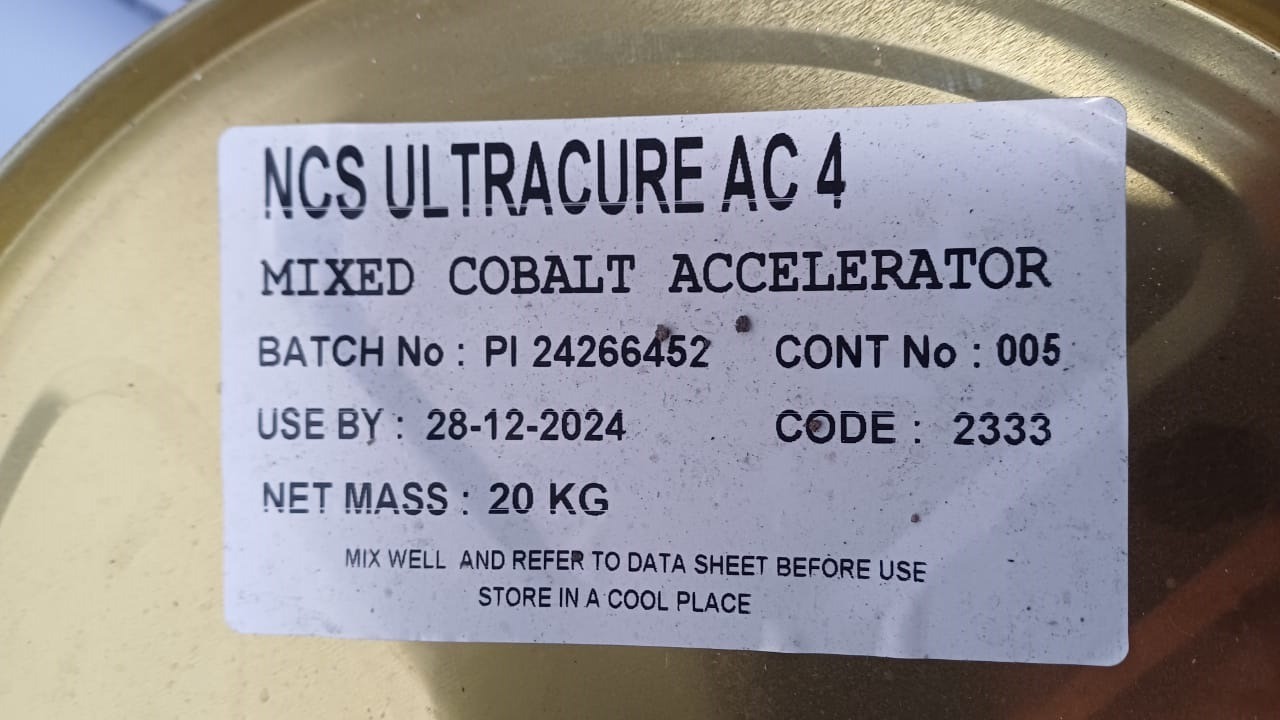 NCS ULTRACURE AC 4
MIXED COBALT ACCELERATOR
BATCH No : PI 24266452 CONT No : 005
USE BY : 28-12-2024 CODE : 2333
NET MASS : 20 KG
MIX WELL AND REFER TO DATA SHEET BEFORE USE
STORE IN A COOL PLACE